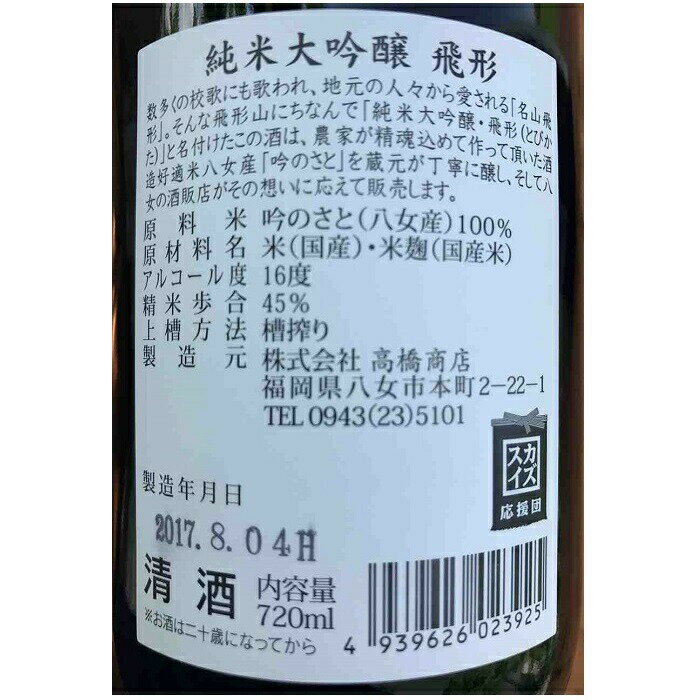 純米大吟醸 飛形
数多くの校歌にも歌われ、地元の人々から愛される「名山飛
形」。そんな飛形山にちなんで「純米大吟醸・飛形(とびか
た)」と名付けたこの酒は、農家が精魂込めて作って頂いた酒
造好適米八女産「吟のさと」を蔵元が丁寧に醸し、そして八
女の酒販店がその想いに応えて販売します。
原料米 吟のさと(八女産)100%
原材料名 米(国産)・米麹(国産米)
アルコール度 16度
精米歩合 45%
上槽方法 槽搾り
製造元 株式会社 高橋商店
福岡県八女市本町2-22-1
TEL 0943(23)5101
スカイズ
応援団
製造年月日
2017.8.04H
清酒 内容量
720ml
※お酒は二十歳になってから
4 939626 023925